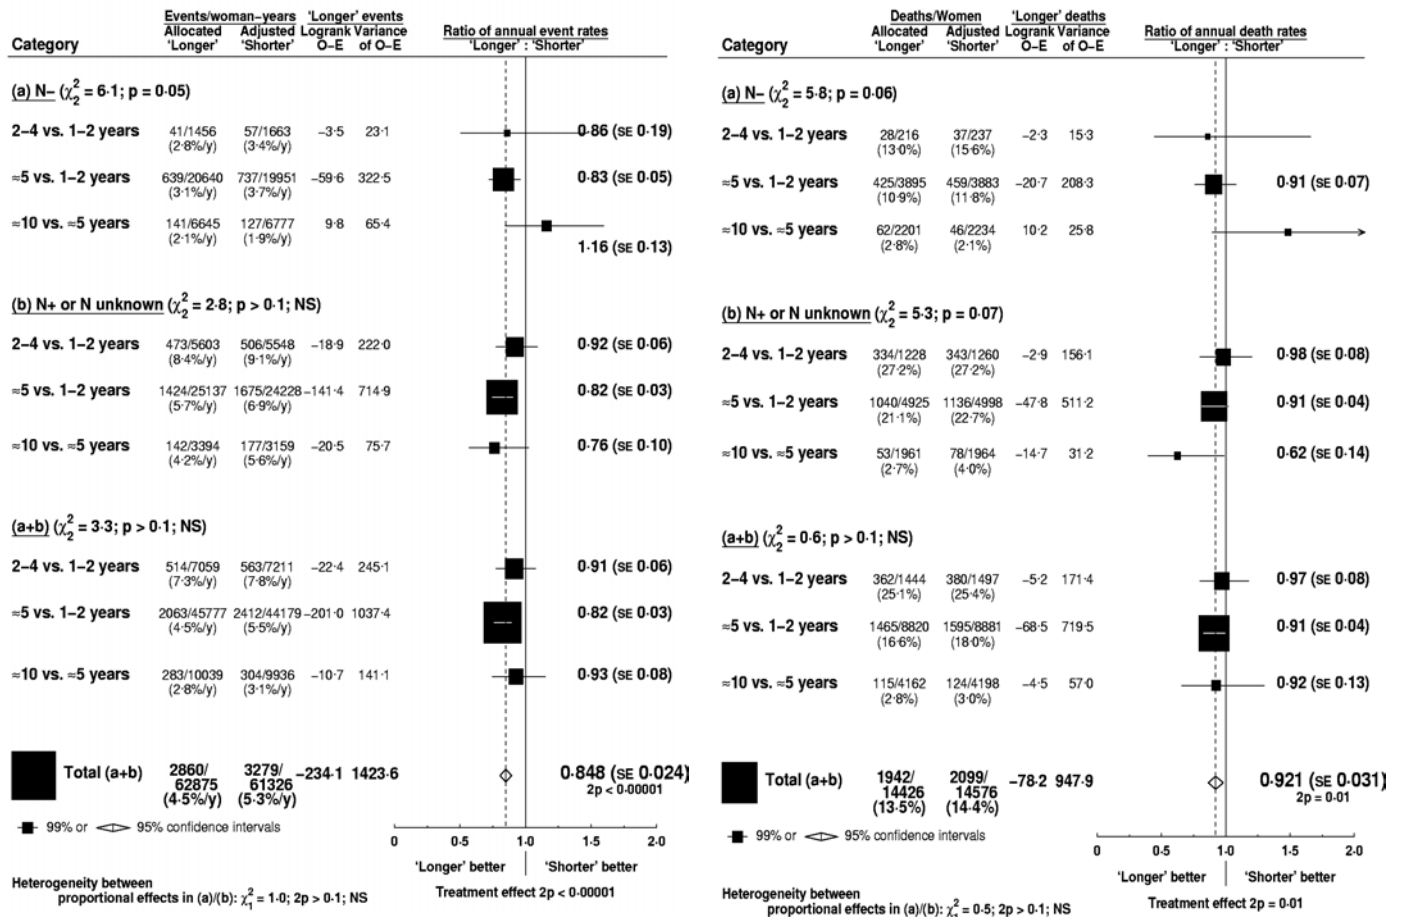 Events/woman–years ‘Longer’ events
Allocated Adjusted Logrank Variance Ratio of annual event rates
Category ‘Longer’ ‘Shorter’ O–E of O–E ‘Longer’ : ‘Shorter’
(a) N– (χ²₂ = 6·1; p = 0·05)
2–4 vs. 1–2 years 41/1456 57/1663 –3·5 23·1 0·86 (SE 0·19)
(2·8%/y) (3·4%/y)
≈5 vs. 1–2 years 639/20640 737/19951 –59·6 322·5 0·83 (SE 0·05)
(3·1%/y) (3·7%/y)
≈10 vs. ≈5 years 141/6645 127/6777 9·8 65·4
(2·1%/y) (1·9%/y) 1·16 (SE 0·13)
(b) N+ or N unknown (χ²₂ = 2·8; p > 0·1; NS)
2–4 vs. 1–2 years 473/5603 506/5548 –18·9 222·0 0·92 (SE 0·06)
(8·4%/y) (9·1%/y)
≈5 vs. 1–2 years 1424/25137 1675/24228 –141·4 714·9 0·82 (SE 0·03)
(5·7%/y) (6·9%/y)
≈10 vs. ≈5 years 142/3394 177/3159 –20·5 75·7 0·76 (SE 0·10)
(4·2%/y) (5·6%/y)
(a+b) (χ²₂ = 3·3; p > 0·1; NS)
2–4 vs. 1–2 years 514/7059 563/7211 –22·4 245·1 0·91 (SE 0·06)
(7·3%/y) (7·8%/y)
≈5 vs. 1–2 years 2063/45777 2412/44179 –201·0 1037·4 0·82 (SE 0·03)
(4·5%/y) (5·5%/y)
≈10 vs. ≈5 years 283/10039 304/9936 –10·7 141·1 0·93 (SE 0·08)
(2·8%/y) (3·1%/y)
Total (a+b) 2860/ 3279/ –234·1 1423·6 0·848 (SE 0·024)
62875 61326 2p < 0·00001
(4·5%/y) (5·3%/y)
99% or 95% confidence intervals
0 0·5 1·0 1·5 2·0
‘Longer’ better ‘Shorter’ better
Heterogeneity between Treatment effect 2p < 0·00001
proportional effects in (a)/(b): χ²₁ = 1·0; 2p > 0·1; NS
Deaths/Women ‘Longer’ deaths
Allocated Adjusted Logrank Variance Ratio of annual death rates
Category ‘Longer’ ‘Shorter’ O–E of O–E ‘Longer’ : ‘Shorter’
(a) N– (χ²₂ = 5·8; p = 0·06)
2–4 vs. 1–2 years 28/216 37/237 –2·3 15·3
(13·0%) (15·6%)
≈5 vs. 1–2 years 425/3895 459/3883 –20·7 208·3 0·91 (SE 0·07)
(10·9%) (11·8%)
≈10 vs. ≈5 years 62/2201 46/2234 10·2 25·8
(2·8%) (2·1%)
(b) N+ or N unknown (χ²₂ = 5·3; p = 0·07)
2–4 vs. 1–2 years 334/1228 343/1260 –2·9 156·1 0·98 (SE 0·08)
(27·2%) (27·2%)
≈5 vs. 1–2 years 1040/4925 1136/4998 –47·8 511·2 0·91 (SE 0·04)
(21·1%) (22·7%)
≈10 vs. ≈5 years 53/1961 78/1964 –14·7 31·2 0·62 (SE 0·14)
(2·7%) (4·0%)
(a+b) (χ²₂ = 0·6; p > 0·1; NS)
2–4 vs. 1–2 years 362/1444 380/1497 –5·2 171·4 0·97 (SE 0·08)
(25·1%) (25·4%)
≈5 vs. 1–2 years 1465/8820 1595/8881 –68·5 719·5 0·91 (SE 0·04)
(16·6%) (18·0%)
≈10 vs. ≈5 years 115/4162 124/4198 –4·5 57·0 0·92 (SE 0·13)
(2·8%) (3·0%)
Total (a+b) 1942/ 2099/ –78·2 947·9 0·921 (SE 0·031)
14426 14576 2p = 0·01
(13·5%) (14·4%)
99% or 95% confidence intervals
0 0·5 1·0 1·5 2·0
‘Longer’ better ‘Shorter’ better
Heterogeneity between Treatment effect 2p = 0·01
proportional effects in (a)/(b): χ² = 0·5; 2p > 0·1; NS